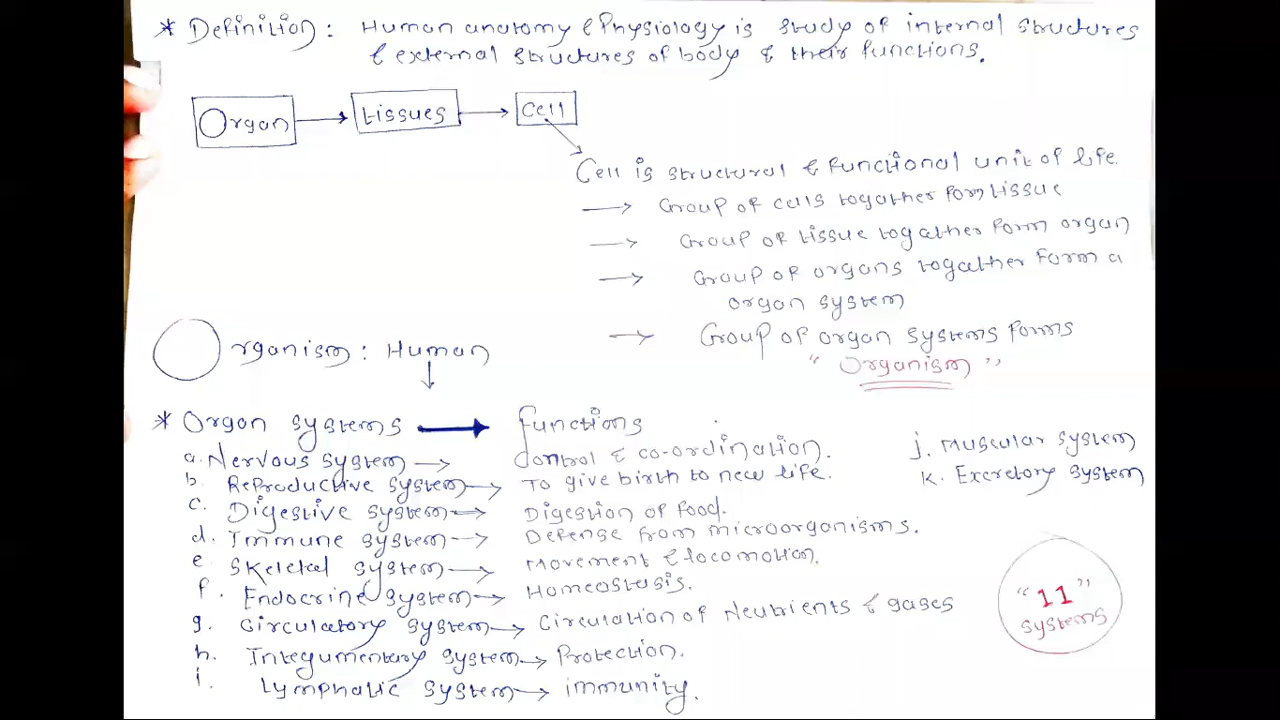 * Definition: Human anatomy & Physiology is study of internal structures
& external structures of body & their functions.
Organ → tissues → Cell
Cell is structural & functional unit of life.
→ Group of cells togather form tissue
→ Group of tissue togather form organ
→ Group of organs togather form a
organ system
→ Group of organ systems forms
"Organism"
Organism: Human
* Organ systems → functions
a. Nervous system → Control & co-ordination.
b. Reproductive system → To give birth to new life.
c. Digestive system → Digestion of food.
d. Immune system → Defense from microorganisms.
e. Skeletal system → Movement & locomotion.
f. Endocrine system → Homeostasis.
g. Circulatory system → Circulation of Neutrients & gases
h. Integumentary system → Protection.
i. Lymphatic system → immunity.
j. Muscular system
k. Excretory system
"11"
systems